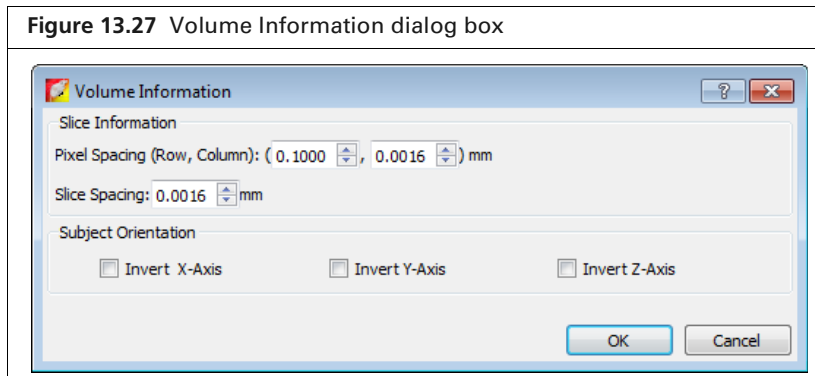 Figure 13.27 Volume Information dialog box
Volume Information
Slice Information
Pixel Spacing (Row, Column): ( 0.1000 , 0.0016 ) mm
Slice Spacing: 0.0016 mm
Subject Orientation
Invert X-Axis Invert Y-Axis Invert Z-Axis
OK Cancel